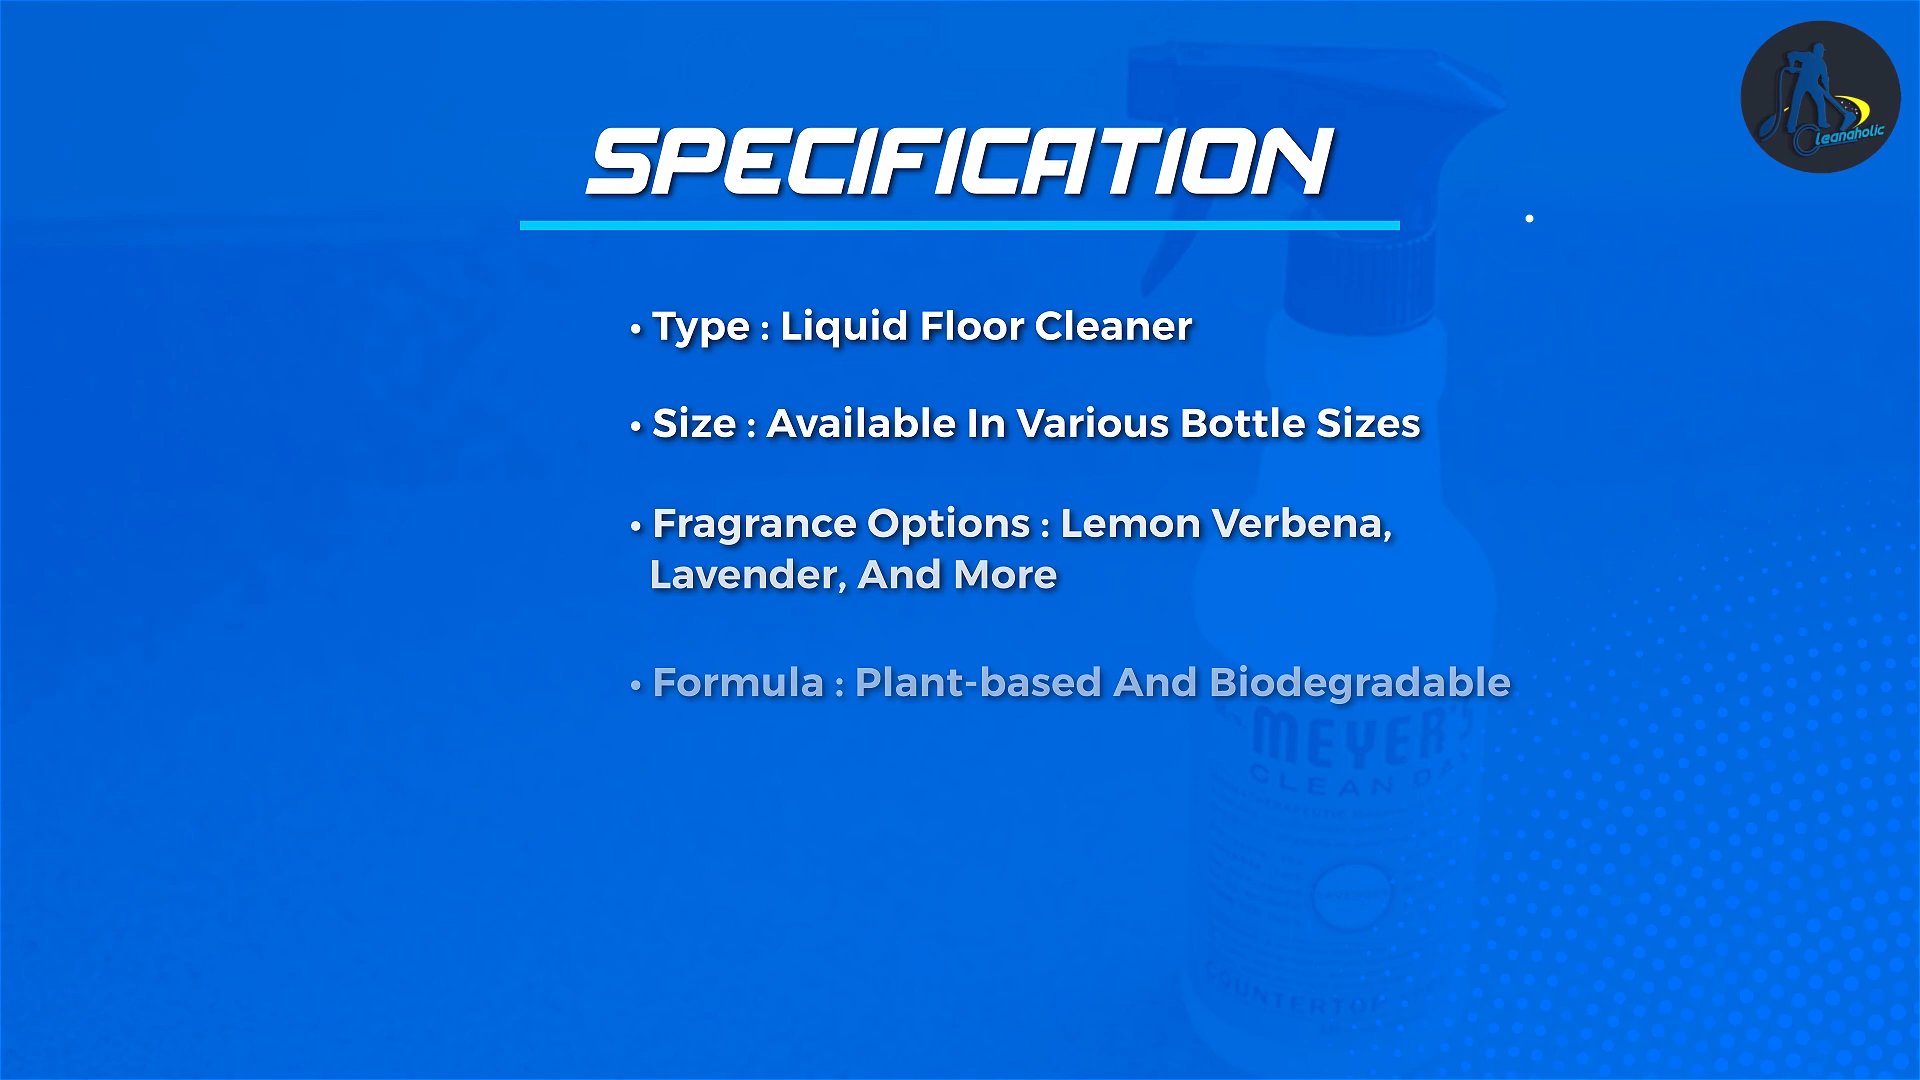 Cleanaholic
SPECIFICATION
• Type : Liquid Floor Cleaner
• Size : Available In Various Bottle Sizes
• Fragrance Options : Lemon Verbena,
Lavender, And More
• Formula : Plant-based And Biodegradable
MEYER'S
CLEAN DA
COUNTERTOP